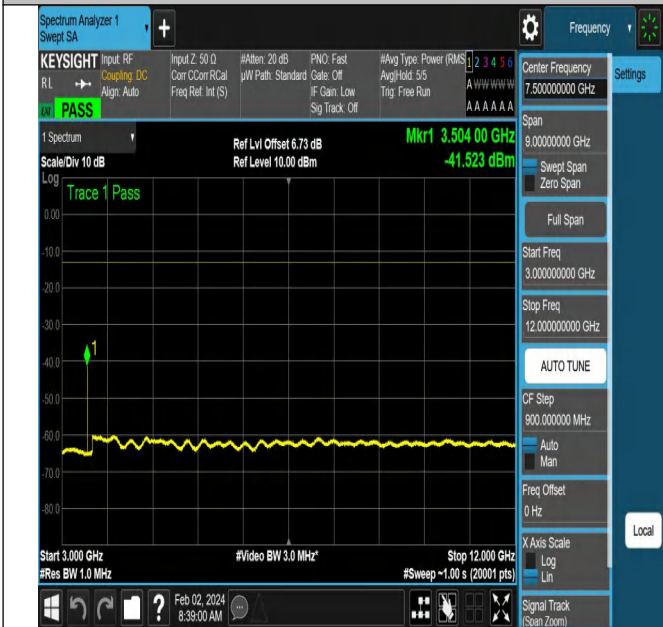 Spectrum Analyzer 1
Swept SA
+
Frequency
KEYSIGHT
RL
PASS
Input: RF
Coupling: DC
Align: Auto
Input Z: 50 Ω
Corr CCorr RCal
Freq Ref: Int (S)
#Atten: 20 dB
µW Path: Standard
PNO: Fast
Gate: Off
IF Gain: Low
Sig Track: Off
#Avg Type: Power (RMS
Avg|Hold: 5/5
Trig: Free Run
1 2 3 4 5 6
A W W W W W
A A A A A A
1 Spectrum
Scale/Div 10 dB
Log
Ref Lvl Offset 6.73 dB
Ref Level 10.00 dBm
Mkr1 3.504 00 GHz
-41.523 dBm
Trace 1 Pass
0.00
-10.0
-20.0
-30.0
1
-40.0
-50.0
-60.0
-70.0
-80.0
Start 3.000 GHz
#Res BW 1.0 MHz
#Video BW 3.0 MHz*
Stop 12.000 GHz
#Sweep ~1.00 s (20001 pts)
?
Feb 02, 2024
8:39:00 AM
Center Frequency
7.50000000 GHz
Settings
Span
9.00000000 GHz
Swept Span
Zero Span
Full Span
Start Freq
3.000000000 GHz
Stop Freq
12.000000000 GHz
AUTO TUNE
CF Step
900.000000 MHz
Auto
Man
Freq Offset
0 Hz
X Axis Scale
Log
Lin
Local
Signal Track
(Span Zoom)